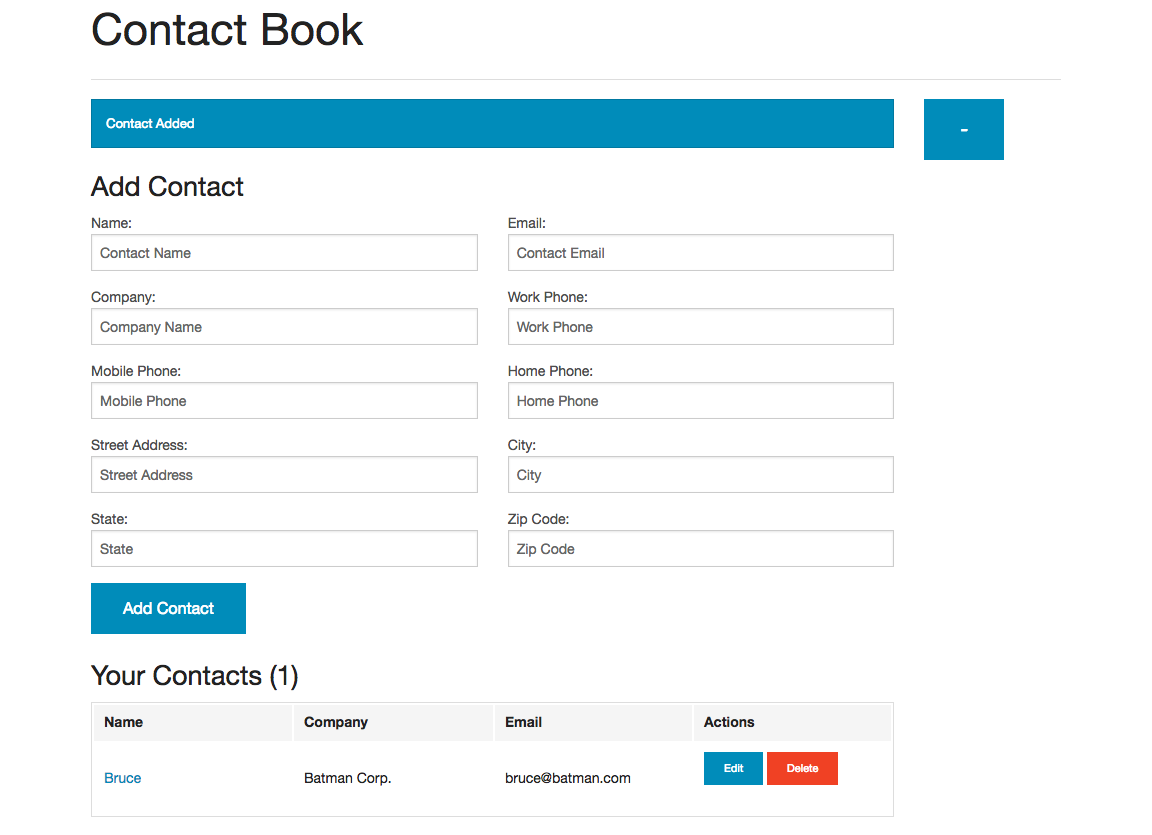 Contact Book
Contact Added
-
Add Contact
Name: Email:
Contact Name Contact Email
Company: Work Phone:
Company Name Work Phone
Mobile Phone: Home Phone:
Mobile Phone Home Phone
Street Address: City:
Street Address City
State: Zip Code:
State Zip Code
Add Contact
Your Contacts (1)
Name Company Email Actions
Bruce Batman Corp. bruce@batman.com Edit Delete